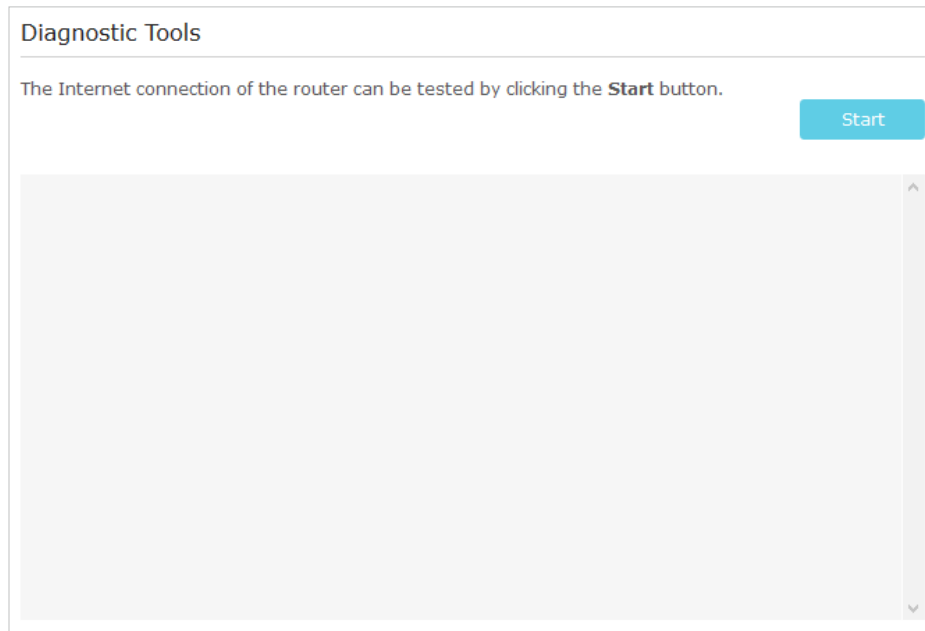 Diagnostic Tools
The Internet connection of the router can be tested by clicking the Start button.
Start